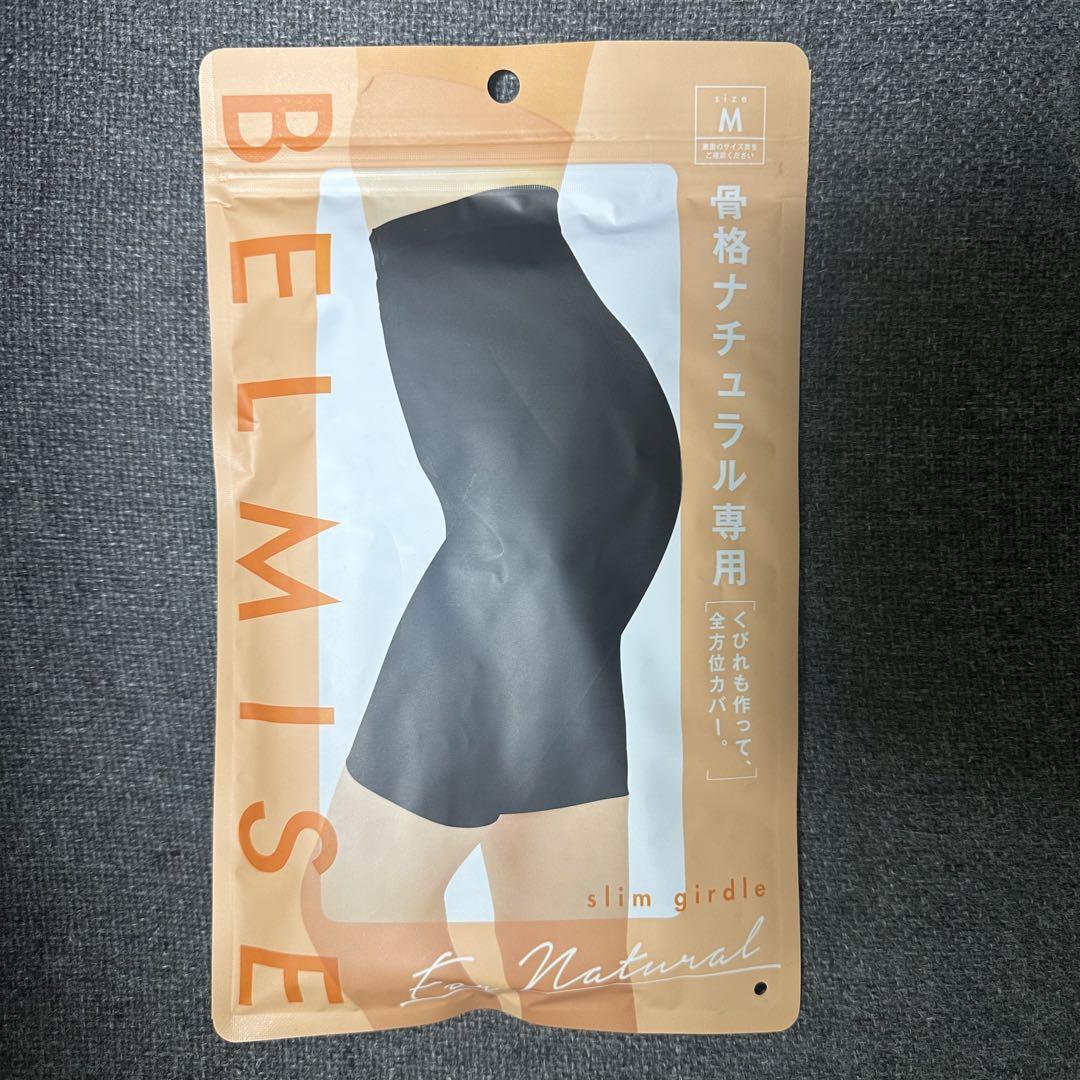 BELMISE
size
M
裏面のサイズ表を
ご確認ください
骨格ナチュラル専用
くびれも作って、
全方位カバー。
slim girdle
For Natural